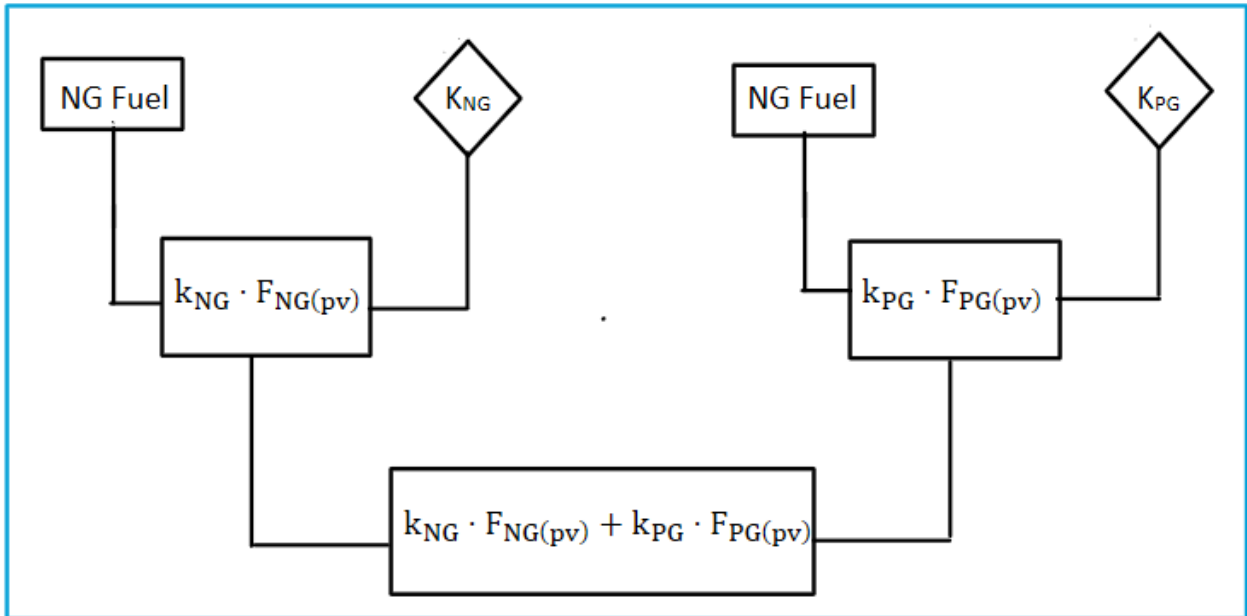 NG Fuel
K_NG
NG Fuel
K_PG
k_NG · F_NG(pv)
k_PG · F_PG(pv)
k_NG · F_NG(pv) + k_PG · F_PG(pv)